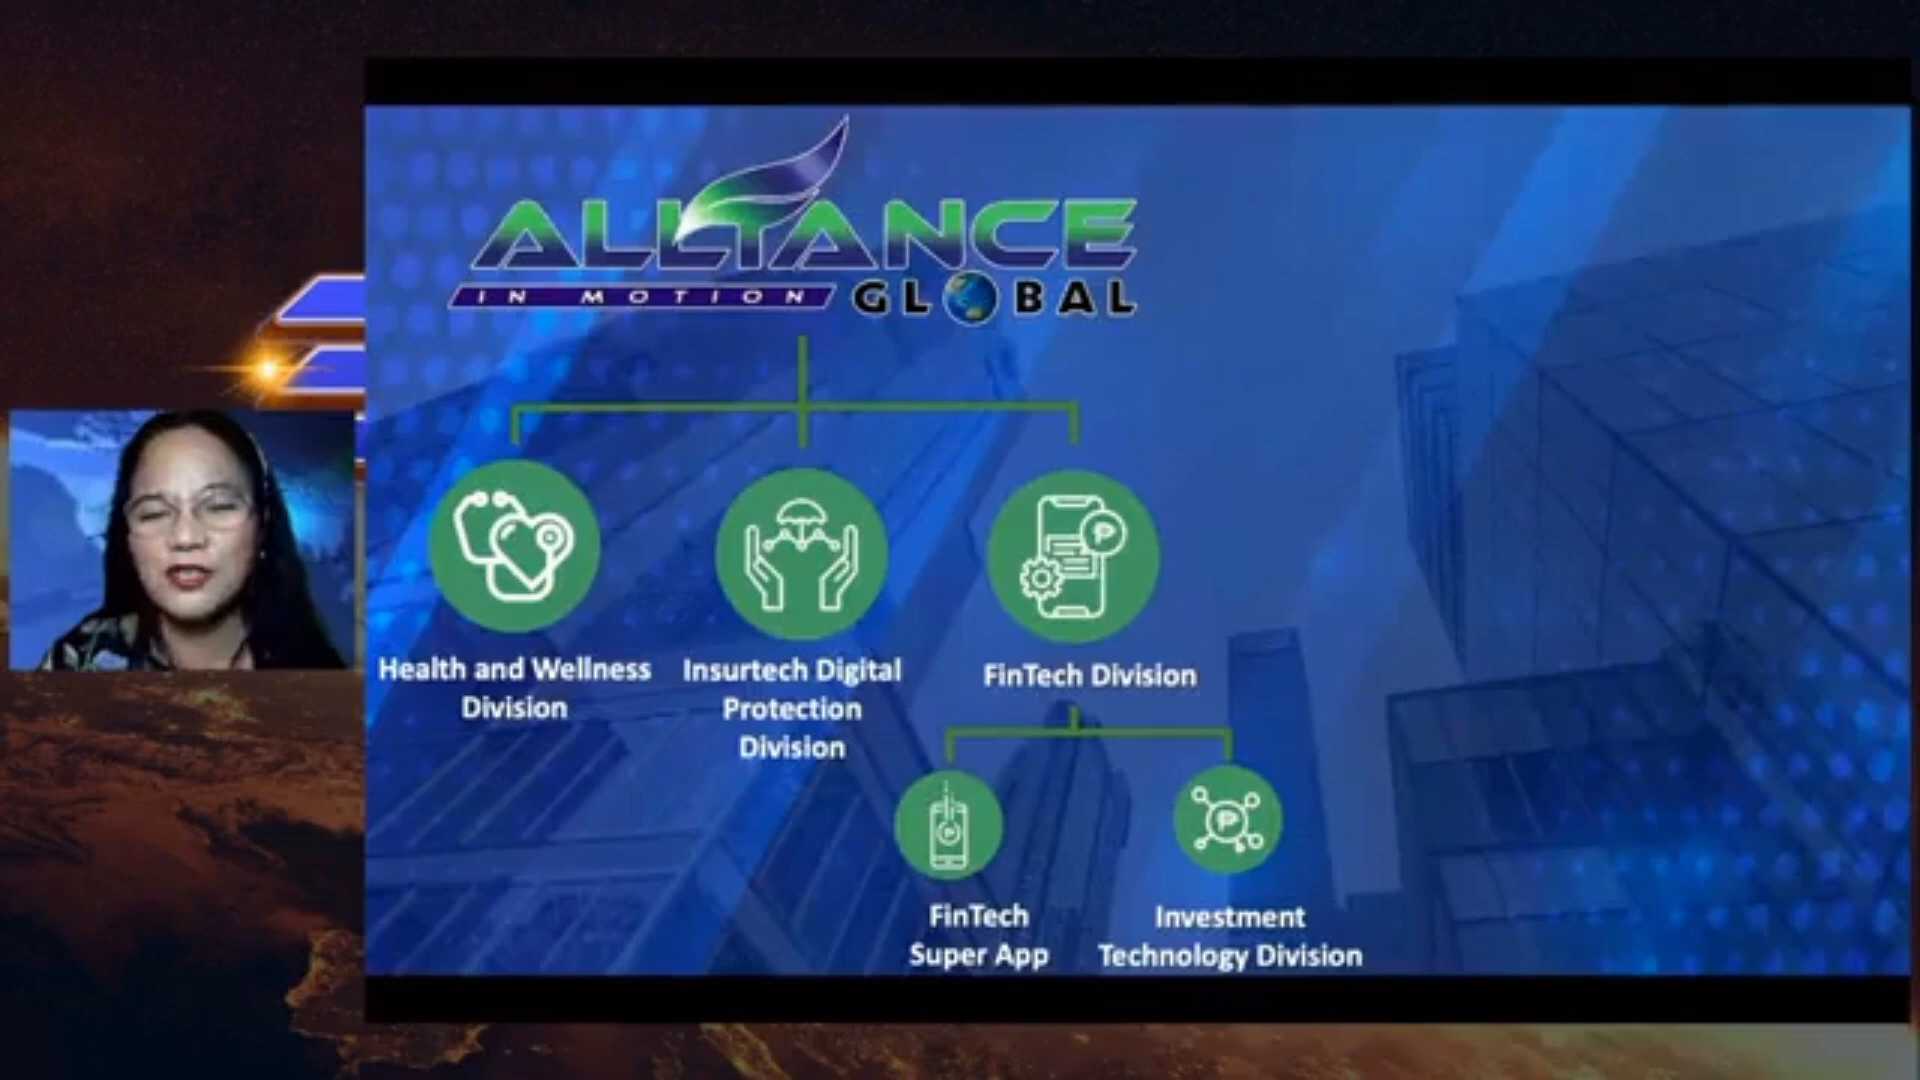 ALLIANCE
IN MOTION GLOBAL
Health and Wellness
Division
Insurtech Digital
Protection
Division
FinTech Division
FinTech
Super App
Investment
Technology Division